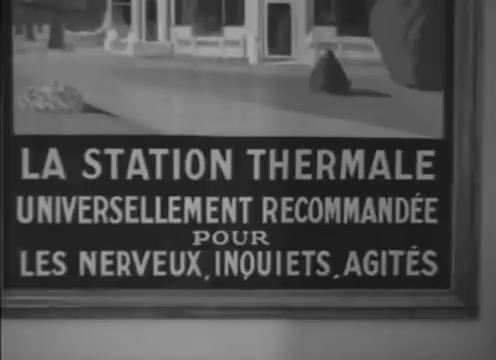 LA STATION THERMALE
UNIVERSELLEMENT RECOMMANDÉE
POUR
LES NERVEUX, INQUIETS, AGITÉS